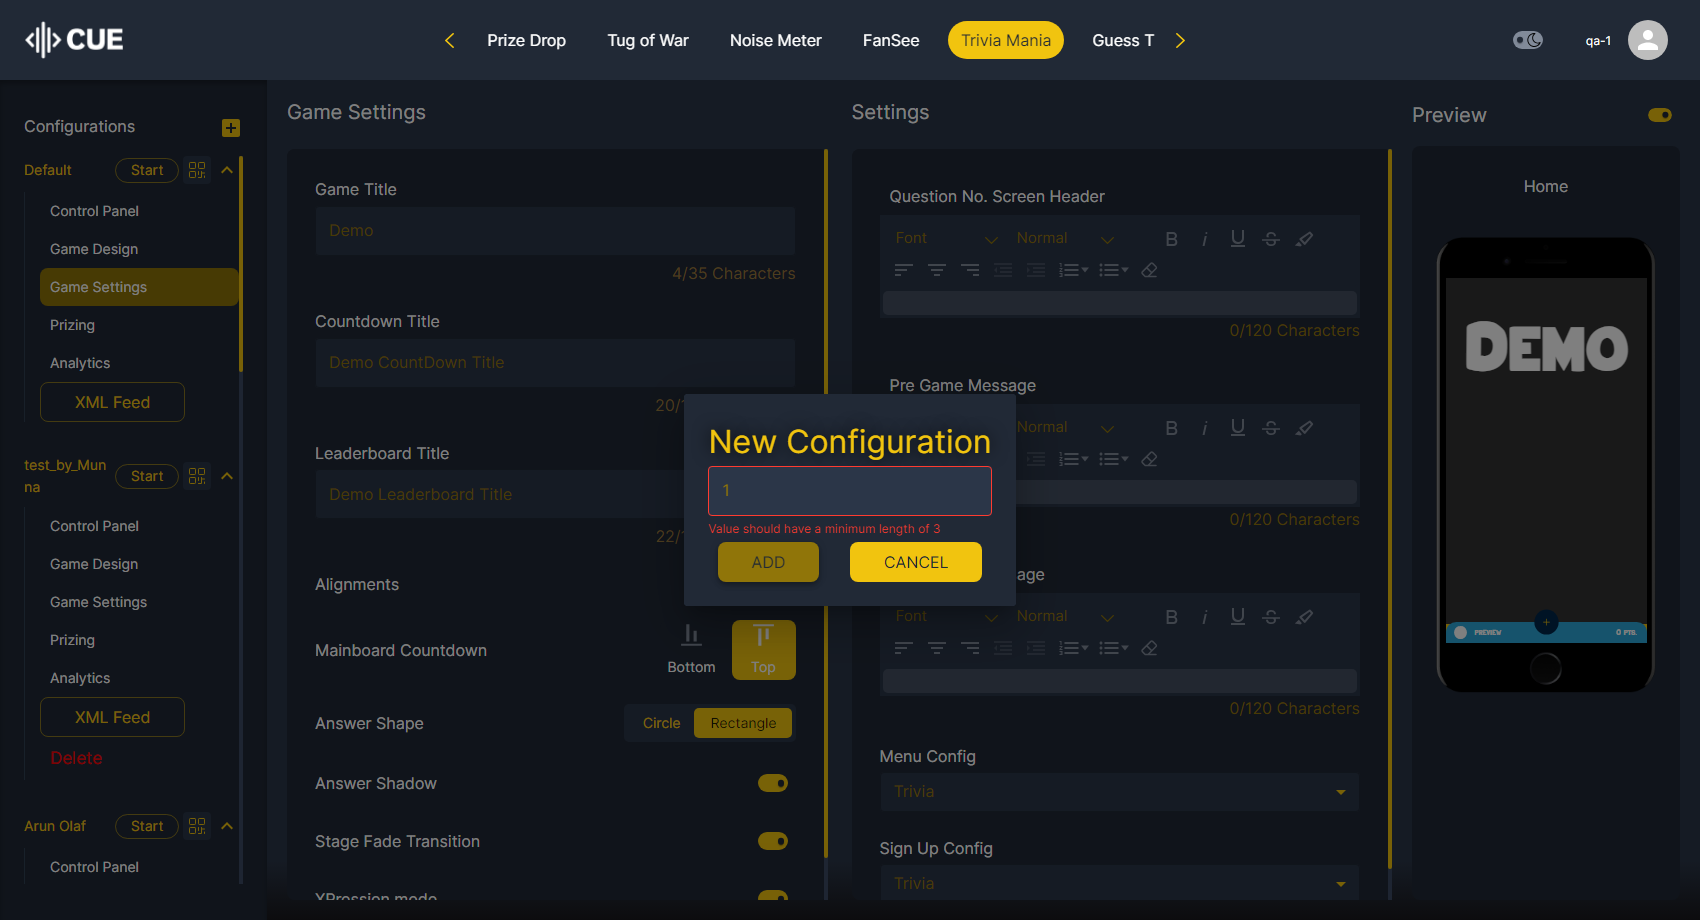 CUE
Prize Drop
Tug of War
Noise Meter
FanSee
Trivia Mania
Guess T
qa-1
Configurations
Default
Start
Control Panel
Game Design
Game Settings
Prizing
Analytics
XML Feed
test_by_Mun
na
Start
Control Panel
Game Design
Game Settings
Prizing
Analytics
XML Feed
Delete
Arun Olaf
Start
Control Panel
Game Settings
Game Title
Demo
4/35 Characters
Countdown Title
Demo CountDown Title
20/
Leaderboard Title
Demo Leaderboard Title
22/
Alignments
Mainboard Countdown
Bottom
Top
Answer Shape
Circle
Rectangle
Answer Shadow
Stage Fade Transition
XPression mode
New Configuration
1
Value should have a minimum length of 3
ADD
CANCEL
Settings
Question No. Screen Header
Font
Normal
0/120 Characters
Pre Game Message
Normal
0/120 Characters
age
Font
Normal
0/120 Characters
Menu Config
Trivia
Sign Up Config
Trivia
Preview
Home
DEMO
PREVIEW
0 PTS.